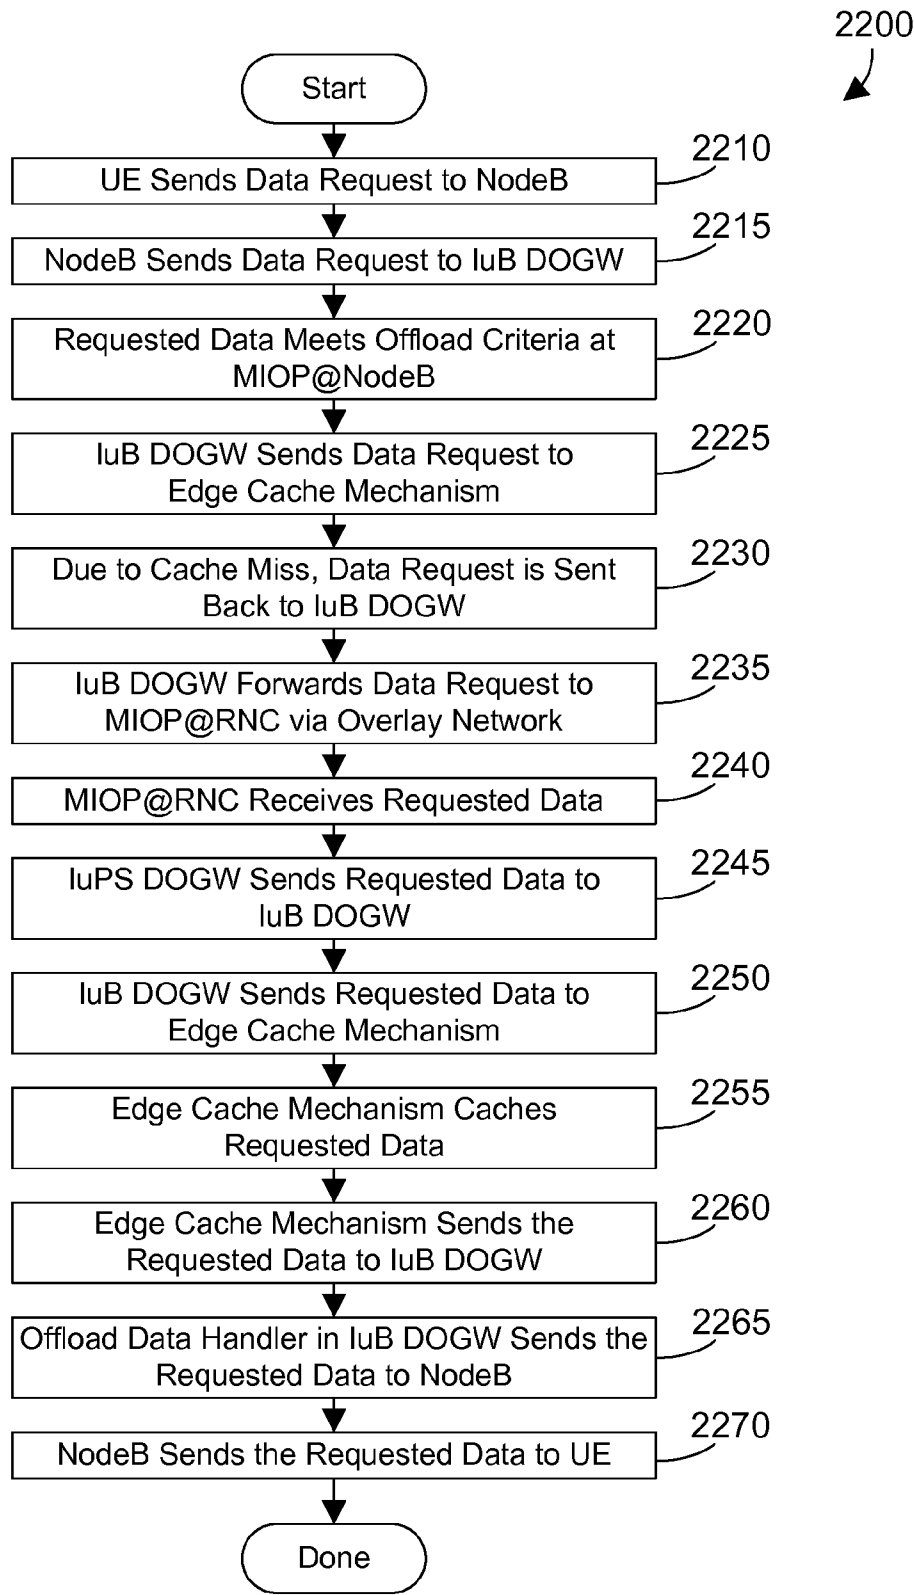 2200
Start
2210
UE Sends Data Request to NodeB
2215
NodeB Sends Data Request to IuB DOGW
2220
Requested Data Meets Offload Criteria at
MIOP@NodeB
2225
IuB DOGW Sends Data Request to
Edge Cache Mechanism
2230
Due to Cache Miss, Data Request is Sent
Back to IuB DOGW
2235
IuB DOGW Forwards Data Request to
MIOP@RNC via Overlay Network
2240
MIOP@RNC Receives Requested Data
2245
IuPS DOGW Sends Requested Data to
IuB DOGW
2250
IuB DOGW Sends Requested Data to
Edge Cache Mechanism
2255
Edge Cache Mechanism Caches
Requested Data
2260
Edge Cache Mechanism Sends the
Requested Data to IuB DOGW
2265
Offload Data Handler in IuB DOGW Sends the
Requested Data to NodeB
2270
NodeB Sends the Requested Data to UE
Done